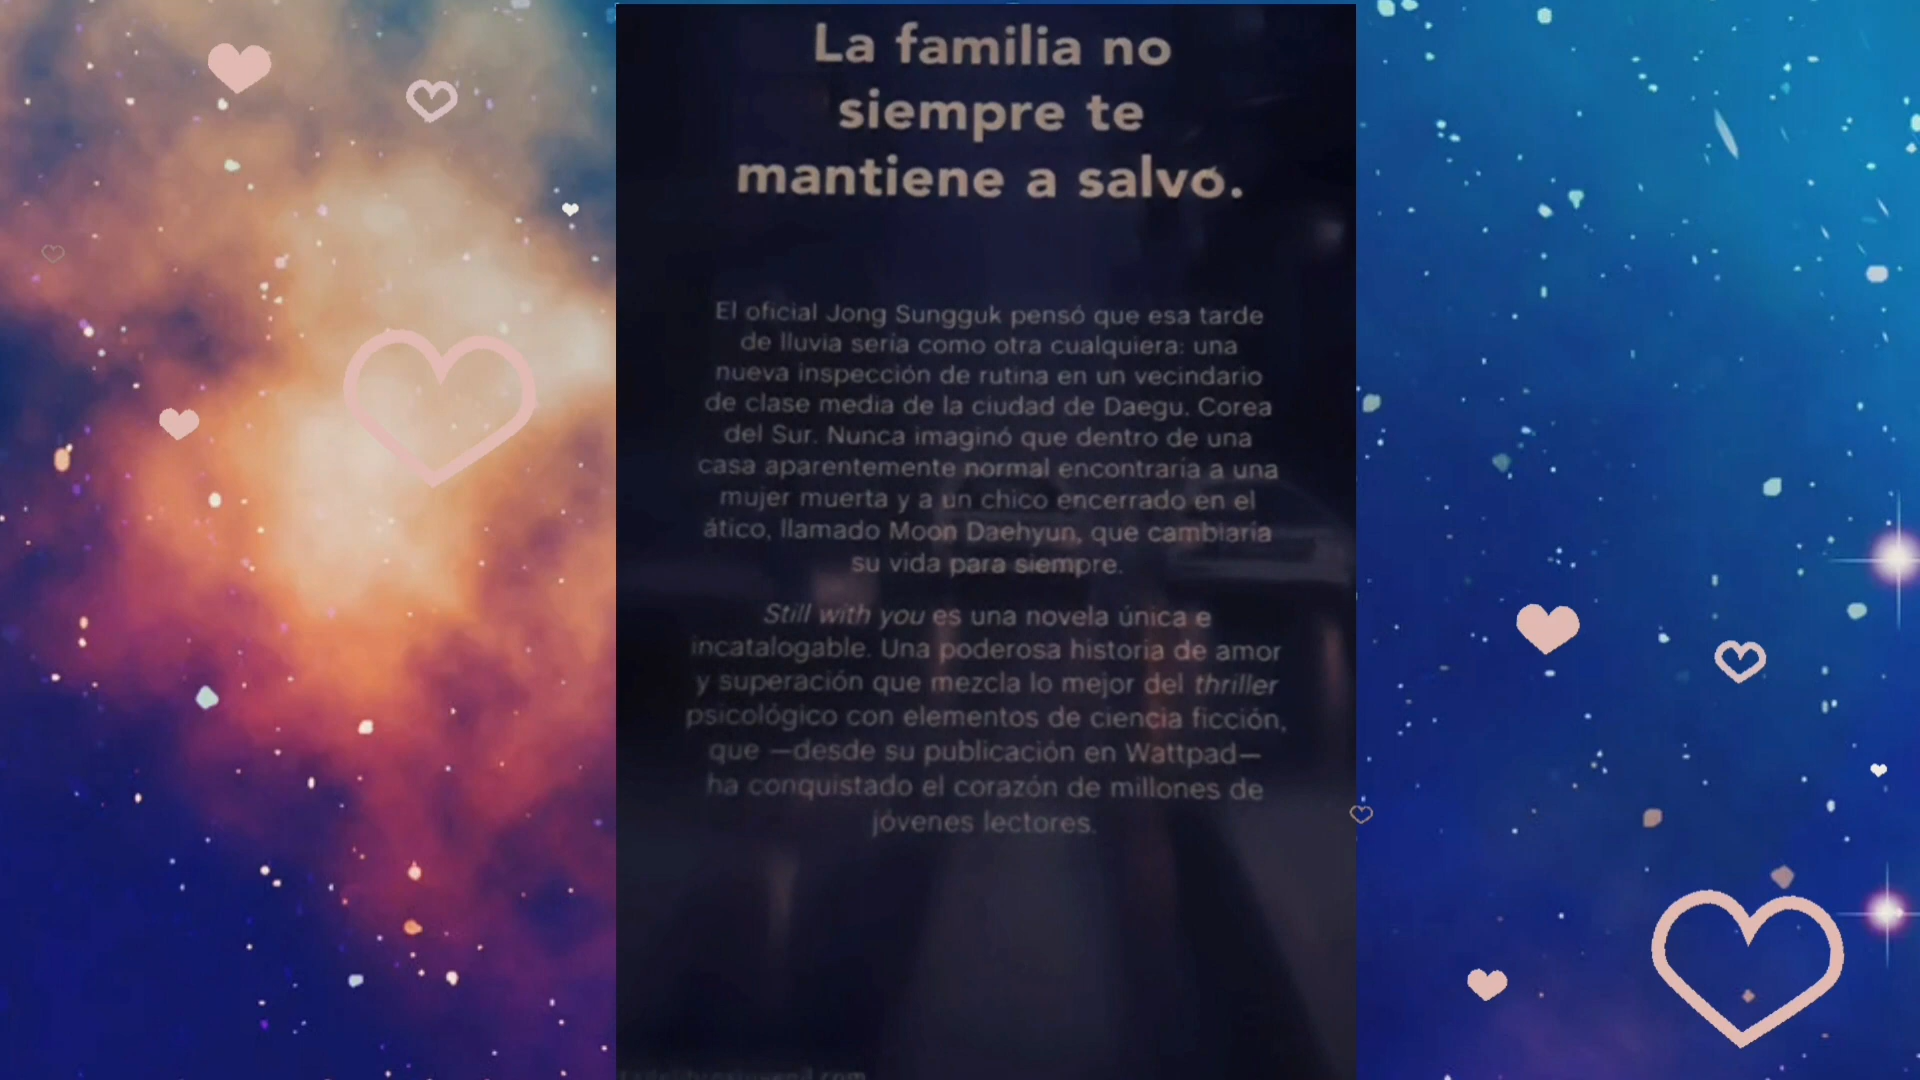 La familia no
siempre te
mantiene a salvo.
El oficial Jong Sungguk pensó que esa tarde
de lluvia sería como otra cualquiera: una
nueva inspección de rutina en un vecindario
de clase media de la ciudad de Daegu. Corea
del Sur. Nunca imaginó que dentro de una
casa aparentemente normal encontraría a una
mujer muerta y a un chico encerrado en el
ático, llamado Moon Daehyun, que cambiaría
su vida para siempre.
Still with you es una novela única e
incatalogable. Una poderosa historia de amor
y superación que mezcla lo mejor del thriller
psicológico con elementos de ciencia ficción,
que —desde su publicación en Wattpad—
ha conquistado el corazón de millones de
jóvenes lectores.